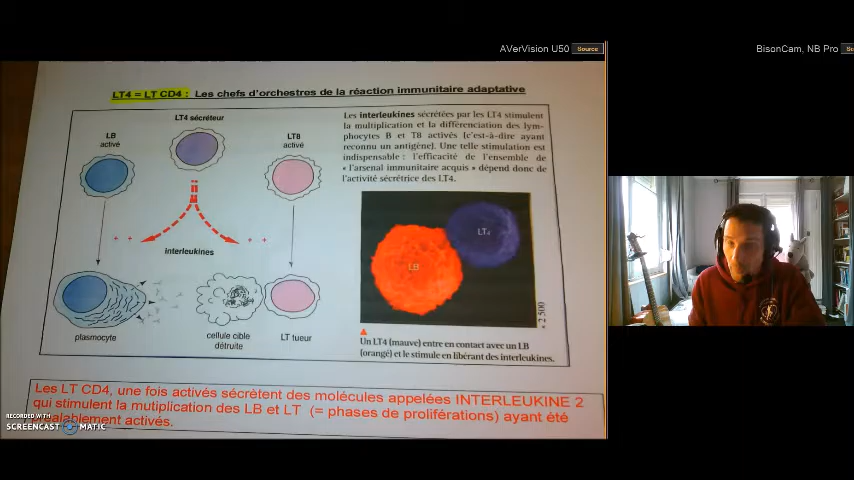 AVerVision U50 Source
BisonCam, NB Pro
LT4 = LT CD4 : Les chefs d'orchestres de la réaction immunitaire adaptative
LB
activé
LT4 sécréteur
LT8
activé
+ +
+ +
interleukines
plasmocyte
cellule cible
détruite
LT tueur
Les interleukines sécrétées par les LT4 stimulent
la multiplication et la différenciation des lym-
phocytes B et T8 activés (c'est-à-dire ayant
reconnu un antigène). Une telle stimulation est
indispensable : l'efficacité de l'ensemble de
« l'arsenal immunitaire acquis » dépend donc de
l'activité sécrétrice des LT4.
LB
LT4
× 2 500
Un LT4 (mauve) entre en contact avec un LB
(orangé) et le stimule en libérant des interleukines.
Les LT CD4, une fois activés sécrètent des molécules appelées INTERLEUKINE 2
qui stimulent la mutiplication des LB et LT (= phases de proliférations) ayant été
préalablement activés.
RECORDED WITH
SCREENCAST MATIC